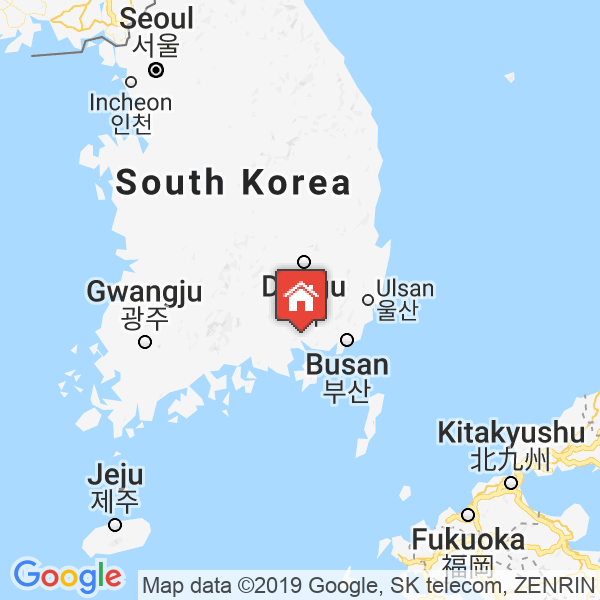 Seoul
서울
Incheon
인천
South Korea
Ulsan
울산
Gwangju
광주
Busan
부산
Kitakyushu
北九州
Jeju
제주
Fukuoka
福岡
Google
Map data ©2019 Google, SK telecom, ZENRIN